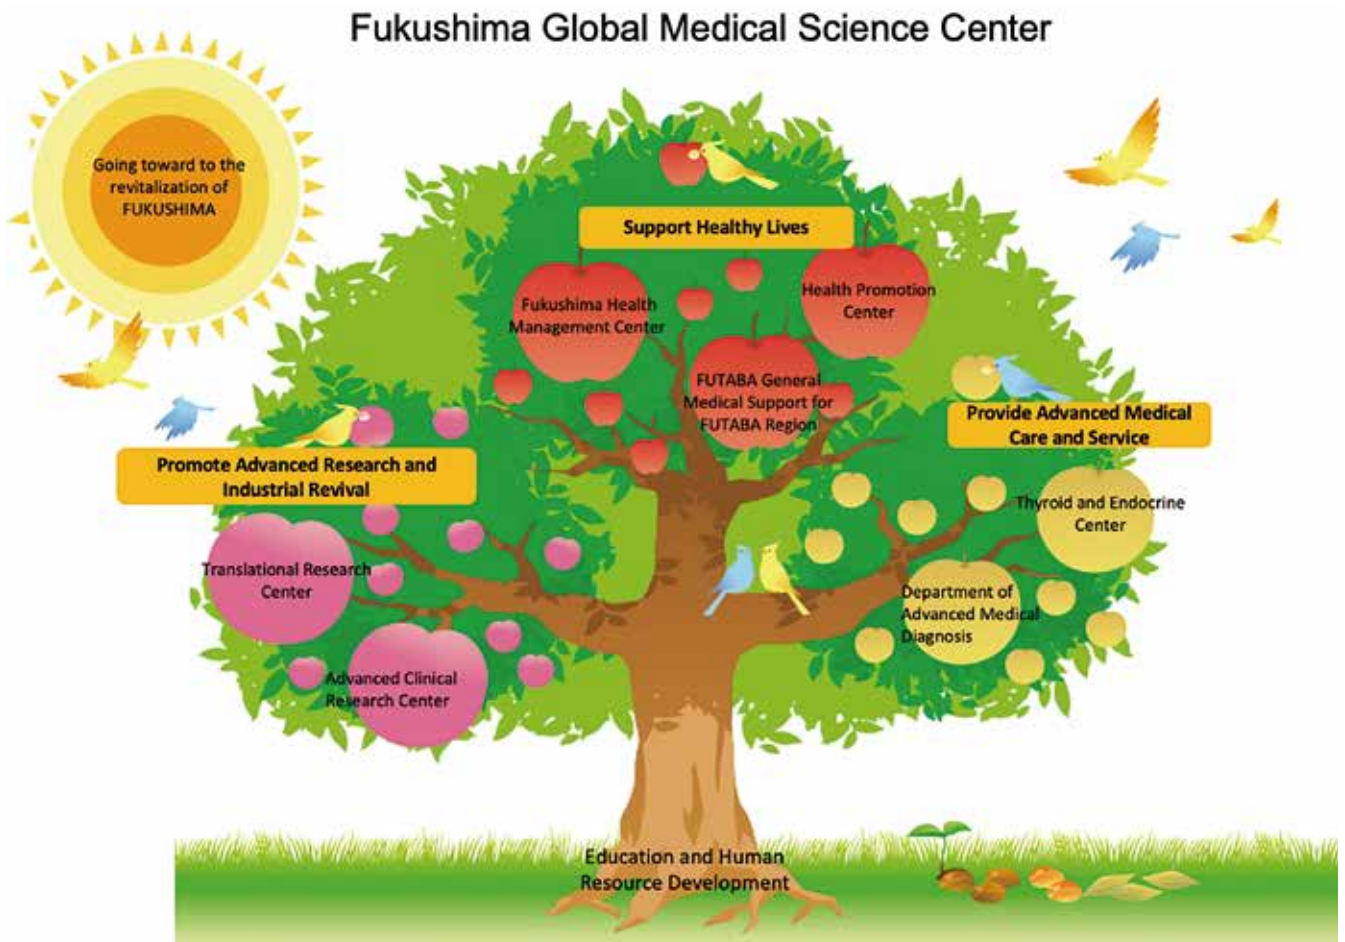 Fukushima Global Medical Science Center
Going toward to the
revitalization of
FUKUSHIMA
Support Healthy Lives
Fukushima Health
Management Center
Health Promotion
Center
FUTABA General
Medical Support for
FUTABA Region
Provide Advanced Medical
Care and Service
Promote Advanced Research and
Industrial Revival
Thyroid and Endocrine
Center
Translational Research
Center
Department of
Advanced Medical
Diagnosis
Advanced Clinical
Research Center
Education and Human
Resource Development